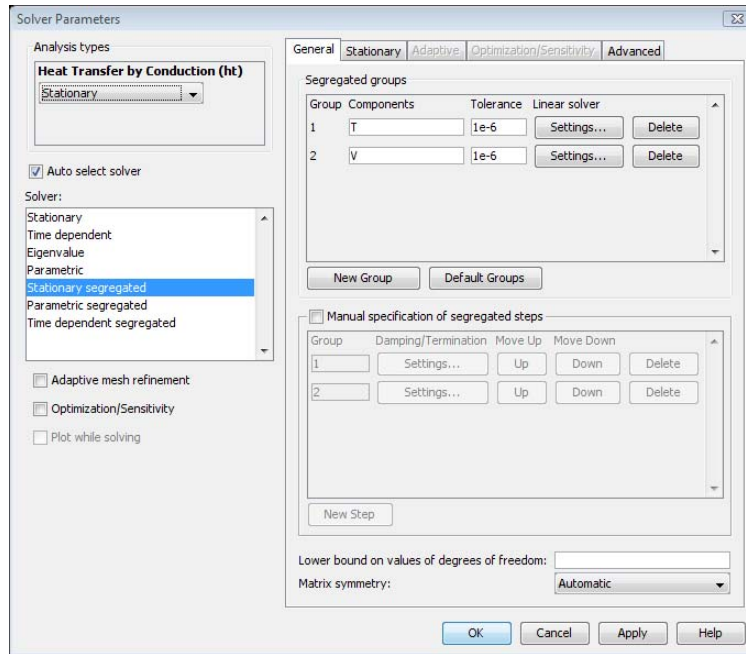 Solver Parameters
Analysis types
Heat Transfer by Conduction (ht)
Stationary
Auto select solver
Solver:
Stationary
Time dependent
Eigenvalue
Parametric
Stationary segregated
Parametric segregated
Time dependent segregated
Adaptive mesh refinement
Optimization/Sensitivity
Plot while solving
General Stationary Adaptive Optimization/Sensitivity Advanced
Segregated groups
Group Components Tolerance Linear solver
1 T 1e-6 Settings... Delete
2 V 1e-6 Settings... Delete
New Group Default Groups
Manual specification of segregated steps
Group Damping/Termination Move Up Move Down
1 Settings... Up Down Delete
2 Settings... Up Down Delete
New Step
Lower bound on values of degrees of freedom:
Matrix symmetry: Automatic
OK Cancel Apply Help